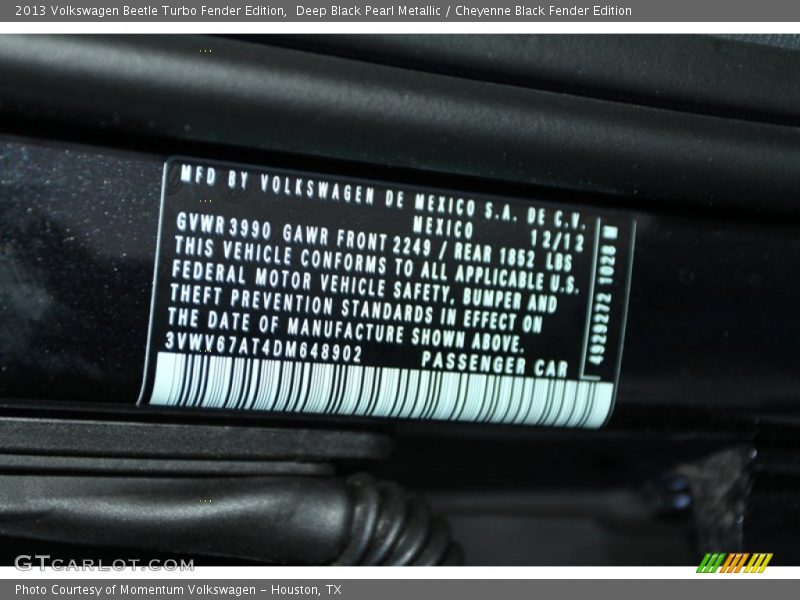 2013 Volkswagen Beetle Turbo Fender Edition,  Deep Black Pearl Metallic / Cheyenne Black Fender Edition
MFD BY VOLKSWAGEN DE MEXICO S.A. DE C.V.
MEXICO 12/12
GVWR 3990 GAWR FRONT 2249 / REAR 1852 LBS
THIS VEHICLE CONFORMS TO ALL APPLICABLE U.S.
FEDERAL MOTOR VEHICLE SAFETY, BUMPER AND
THEFT PREVENTION STANDARDS IN EFFECT ON
THE DATE OF MANUFACTURE SHOWN ABOVE.
3VWV67AT4DM648902 PASSENGER CAR
GTCARLOT.COM
Photo Courtesy of Momentum Volkswagen - Houston, TX